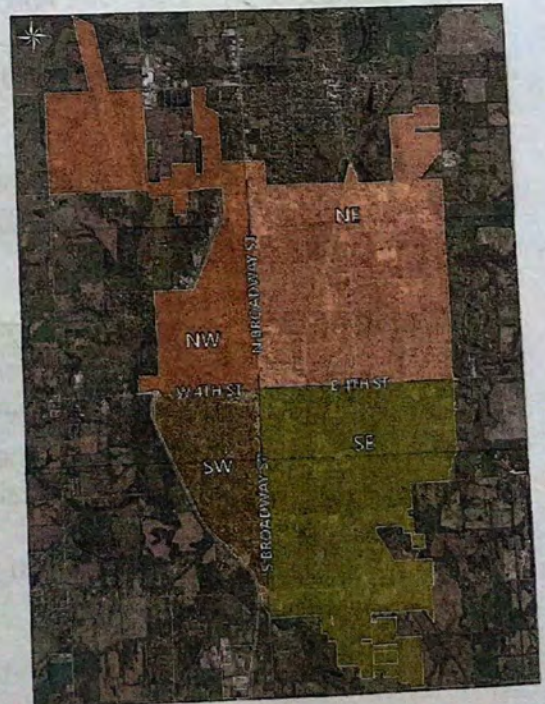 NE
N BROADWAY ST
NW
W 4TH ST
E 4TH ST
SE
SW
S BROADWAY ST